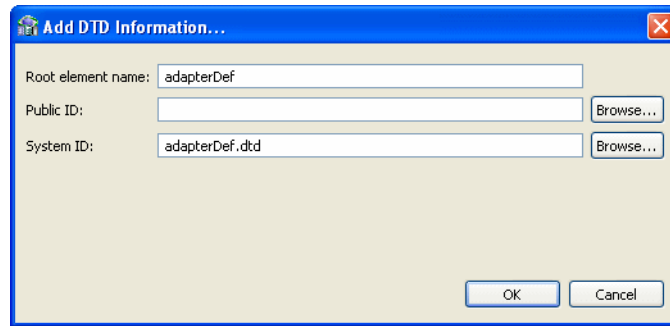 Add DTD Information...
Root element name: adapterDef
Public ID: Browse...
System ID: adapterDef.dtd Browse...
OK Cancel